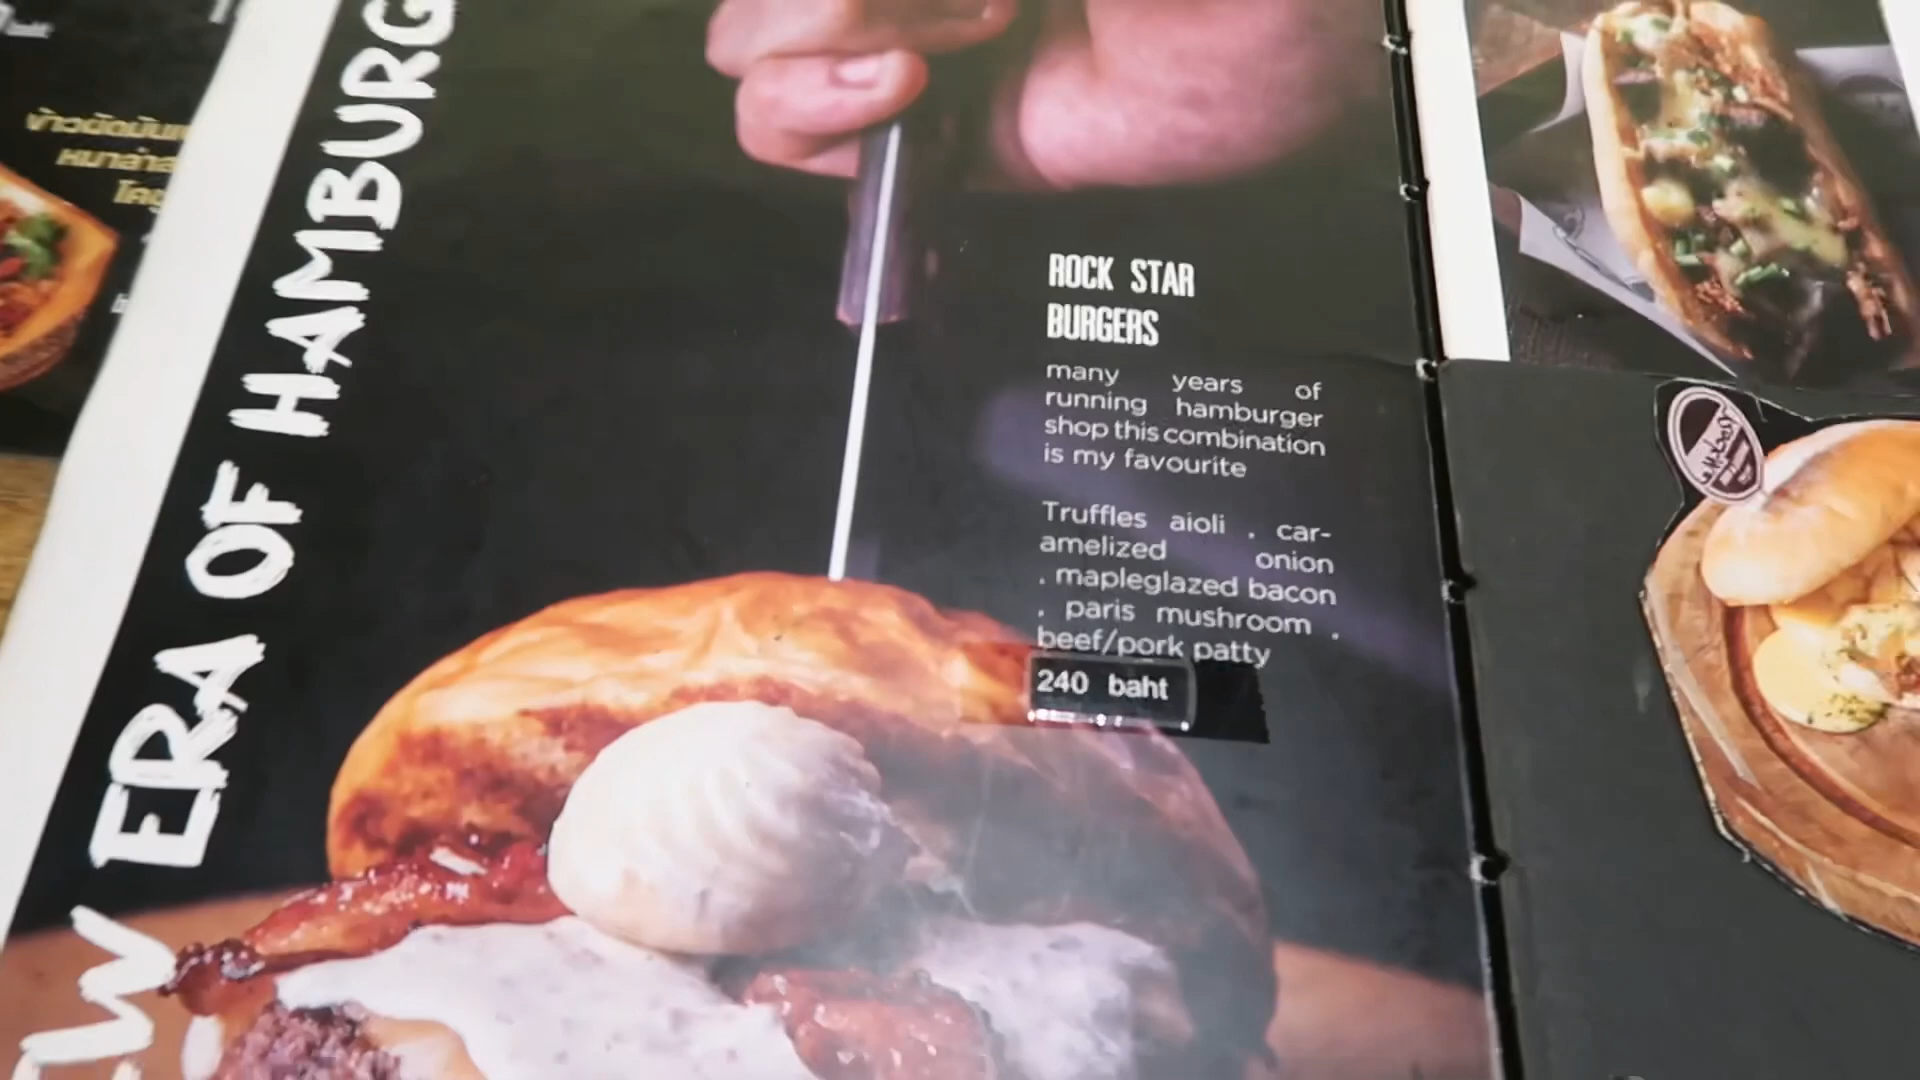 ERA OF HAMBURG
ROCK STAR
BURGERS
many years of
running hamburger
shop this combination
is my favourite
Truffles aioli . car-
amelized onion
. mapleglazed bacon
. paris mushroom .
beef/pork patty
240 baht